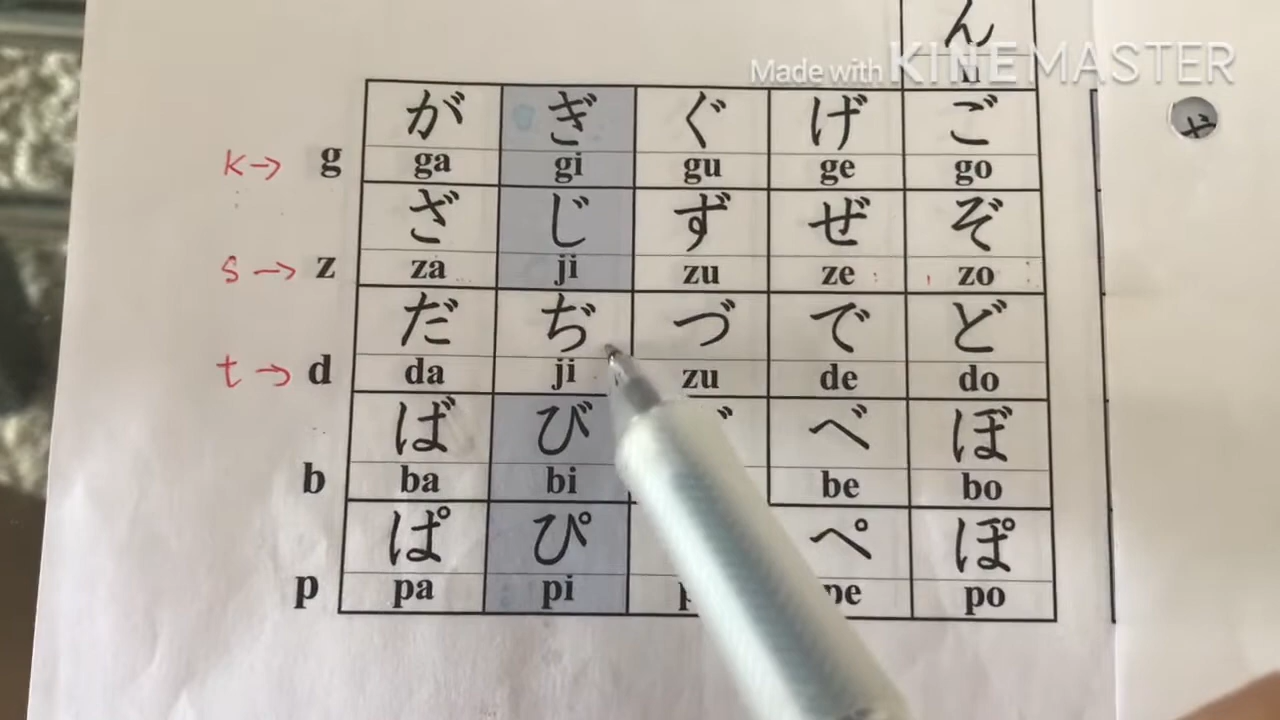 ん
Made with KINEMASTER
が ぎ ぐ げ ご
K→ g ga gi gu ge go
ざ じ ず ぜ ぞ
s→ z za ji zu ze zo
だ ぢ づ で ど
t→ d da ji zu de do
ば び べ ぼ
b ba bi be bo
ぱ ぴ ぺ ぽ
p pa pi pe po
や